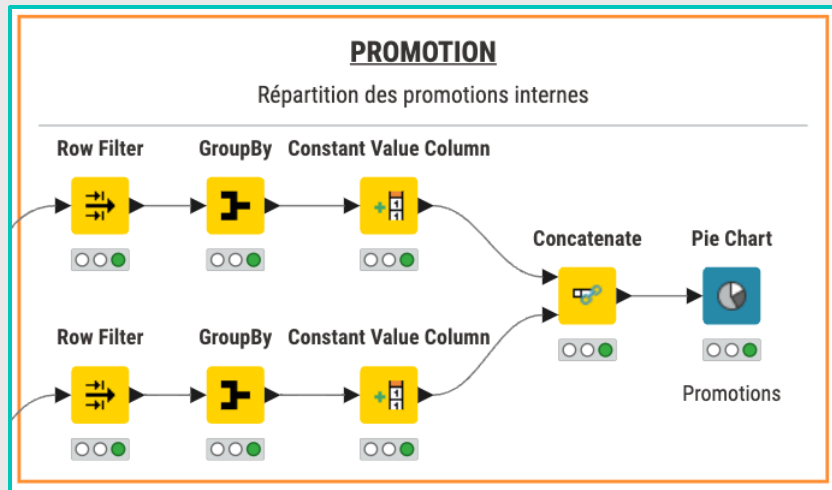 PROMOTION
Répartition des promotions internes
Row Filter
GroupBy
Constant Value Column
Concatenate
Pie Chart
Row Filter
GroupBy
Constant Value Column
Promotions